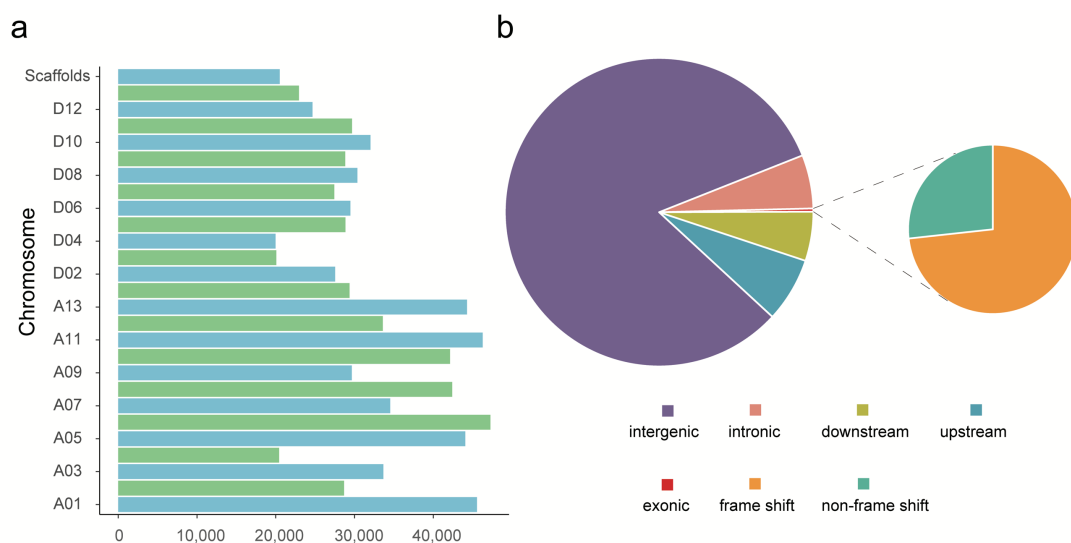 a
b
Chromosome
Scaffolds
D12
D10
D08
D06
D04
D02
A13
A11
A09
A07
A05
A03
A01
0 10,000 20,000 30,000 40,000
intergenic intronic downstream upstream
exonic frame shift non-frame shift